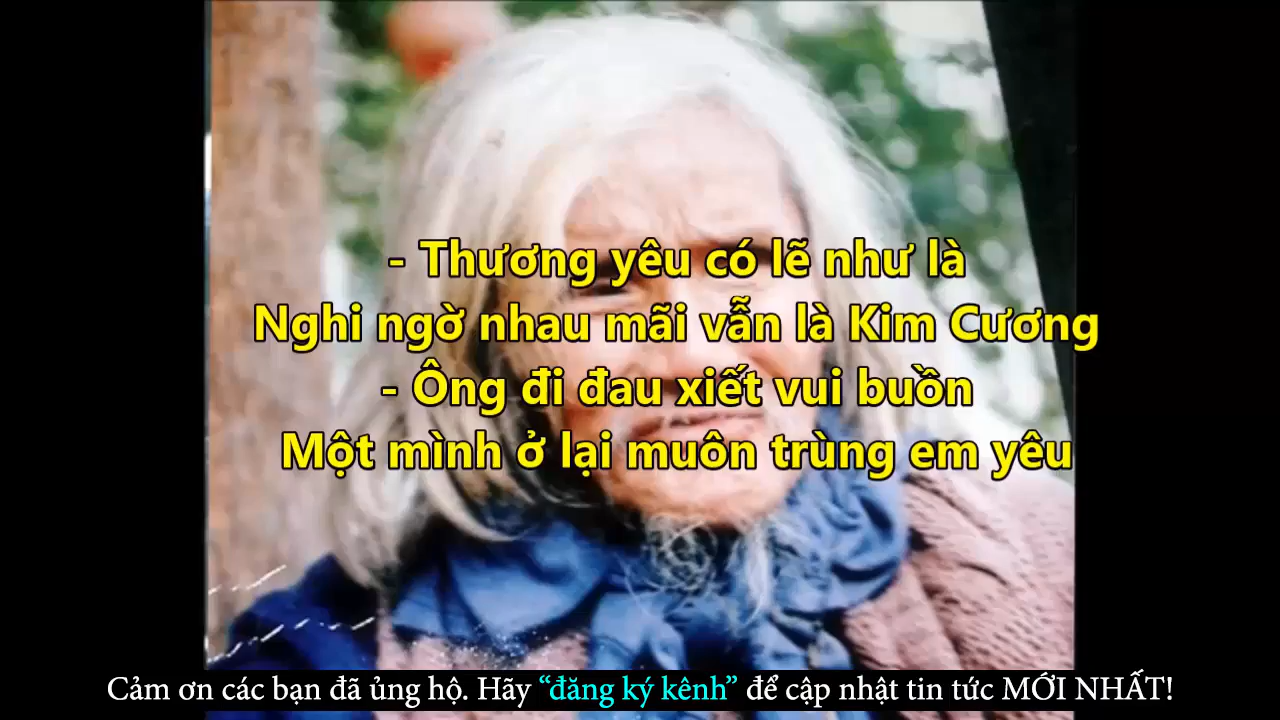 - Thương yêu có lẽ như là
Nghi ngờ nhau mãi vẫn là Kim Cương
- Ông đi đau xiết vui buồn
Một mình ở lại muôn trùng em yêu
Cảm ơn các bạn đã ủng hộ. Hãy “đăng ký kênh” để cập nhật tin tức MỚI NHẤT!